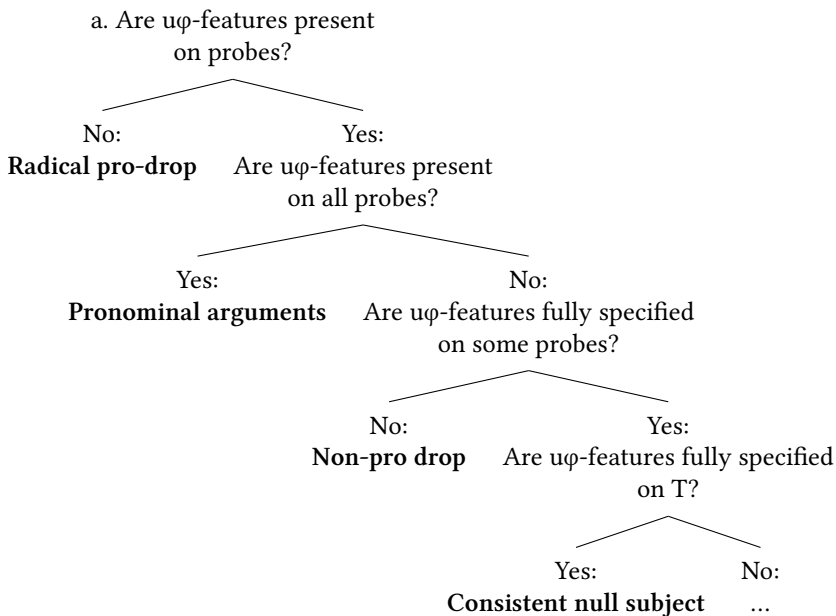 a. Are uφ-features present
on probes?
No:
Radical pro-drop
Yes:
Are uφ-features present
on all probes?
Yes:
Pronominal arguments
No:
Are uφ-features fully specified
on some probes?
No:
Non-pro drop
Yes:
Are uφ-features fully specified
on T?
Yes:
Consistent null subject
No:
...